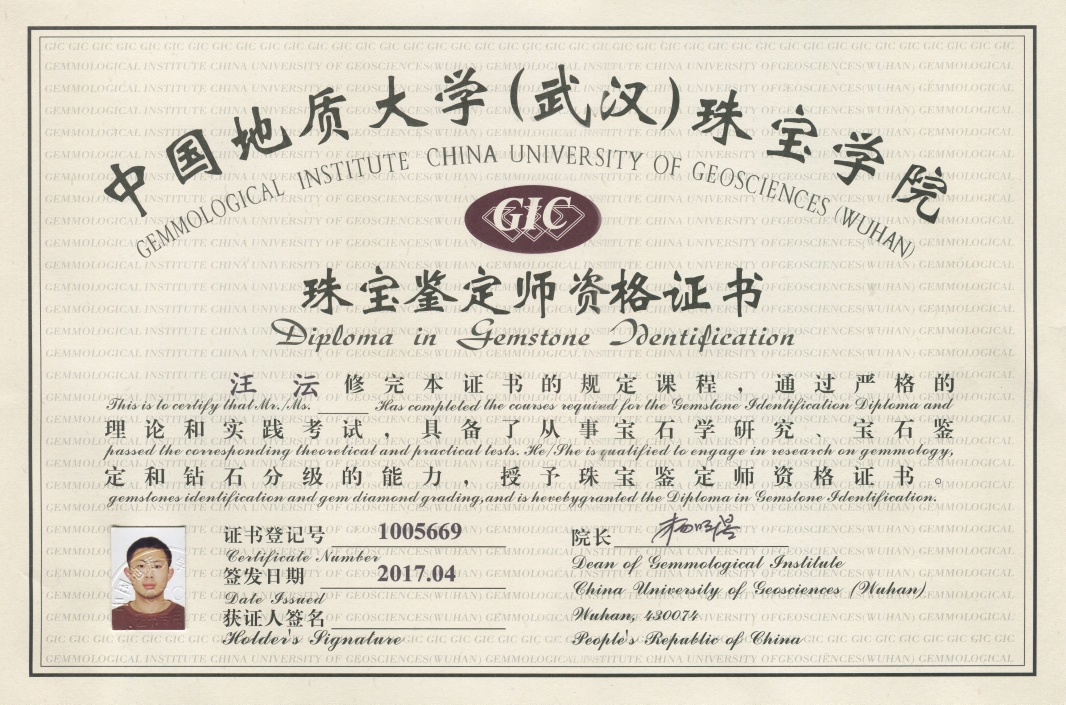 中国地质大学(武汉)珠宝学院
GEMMOLOGICAL INSTITUTE CHINA UNIVERSITY OF GEOSCIENCES (WUHAN)
GIC
珠宝鉴定师资格证书
Diploma in Gemstone Identification
汪 沄 修完本证书的规定课程，通过严格的
This is to certify that Mr./Ms. Has completed the courses required for the Gemstone Identification Diploma and
理论和实践考试，具备了从事宝石学研究、宝石鉴
passed the corresponding theoretical and practical tests. He/She is qualified to engage in research on gemmology,
定和钻石分级的能力，授予珠宝鉴定师资格证书。
gemstones identification and gem diamond grading,and is hevebygranted the Diploma in Gemstone Identification.
证书登记号 1005669
Certificate Number
签发日期 2017.04
Date Issued
获证人签名
Holder's Signature
院长
Dean of Gemmological Institute
China University of Geosciences (Wuhan)
Wuhan, 430074
People's Republic of China